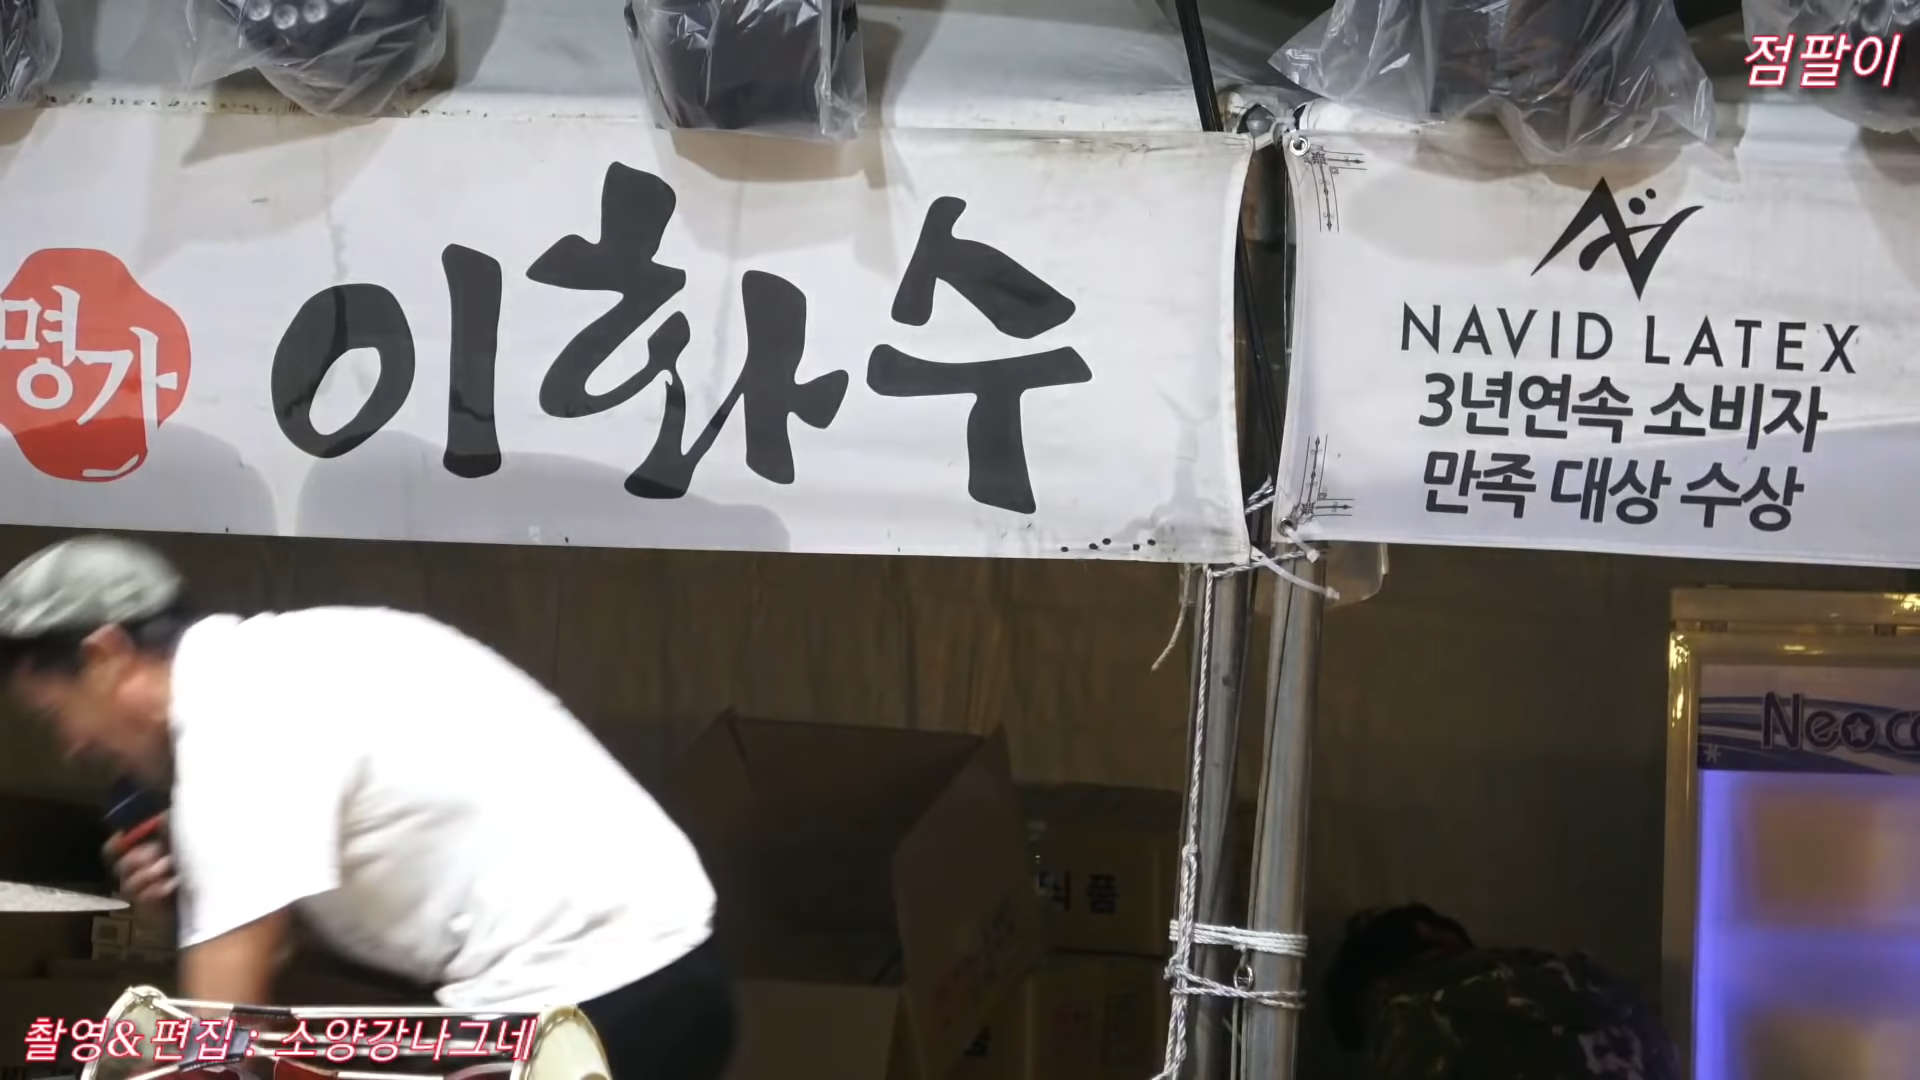 점팔이
명가 이화수
NAVID LATEX
3년연속 소비자
만족 대상 수상
Neo
품
촬영&편집 : 소양강나그네